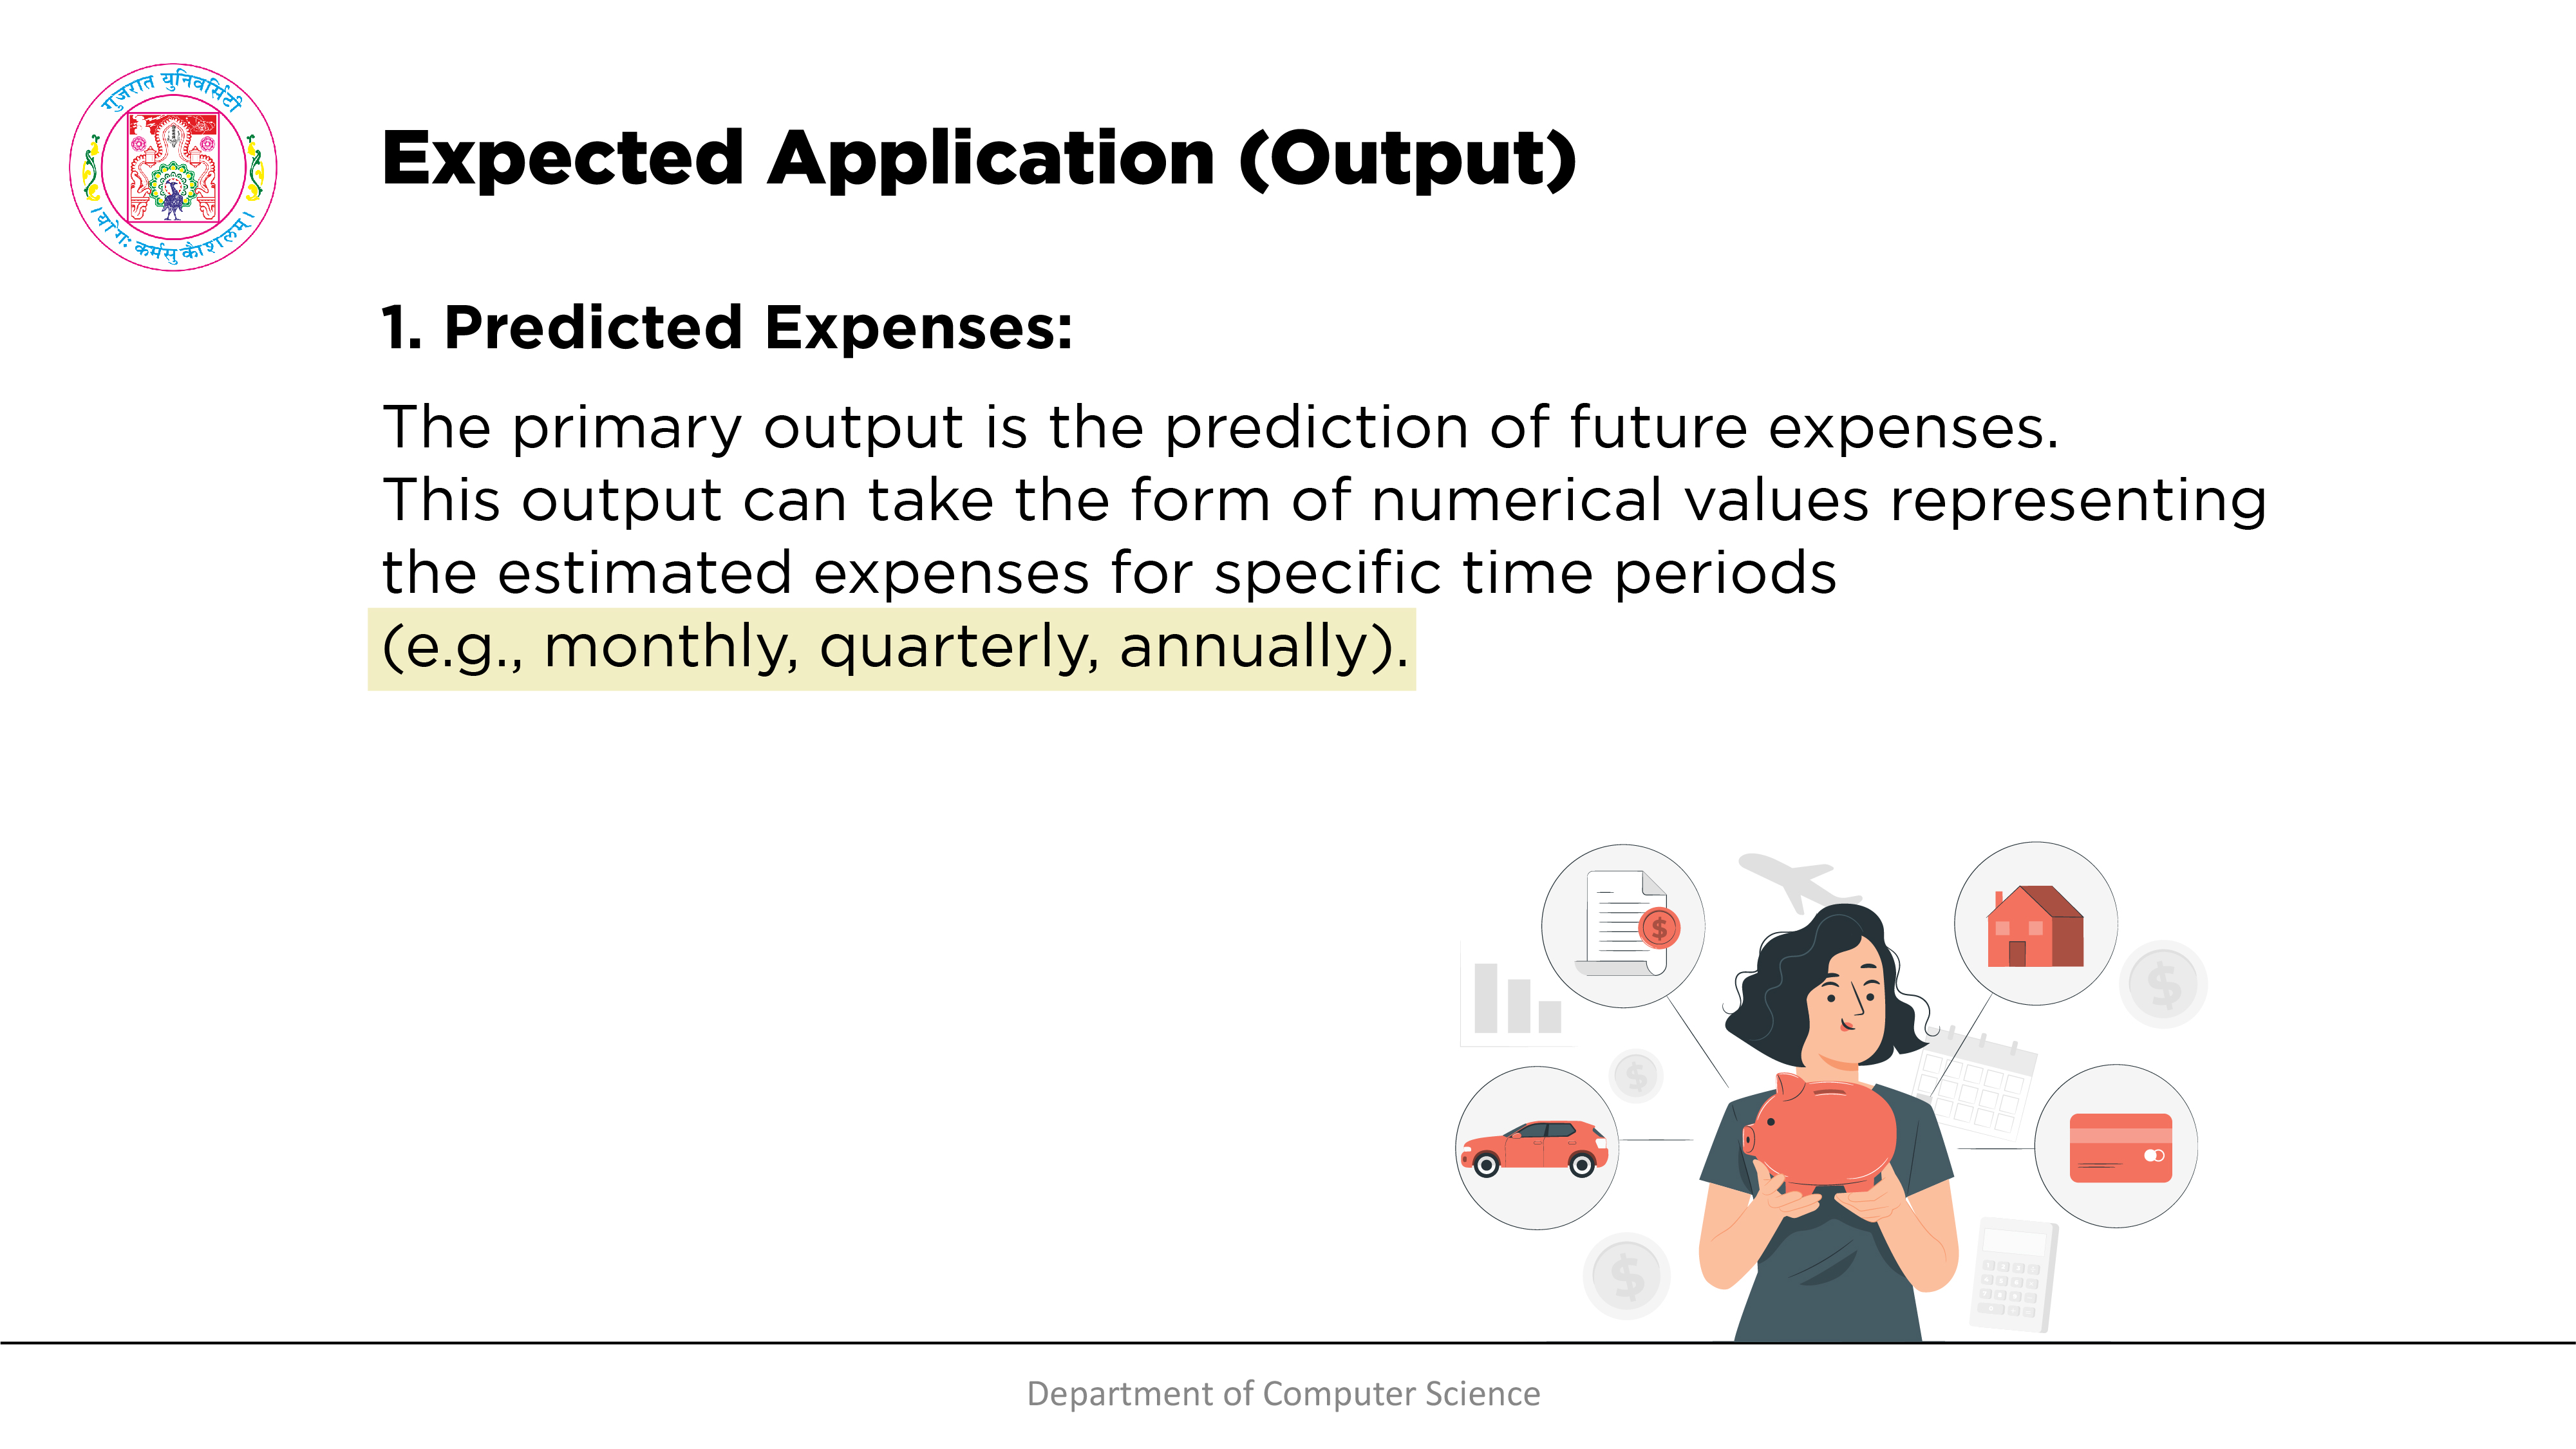 गुजरात युनिवर्सिटी
। योगः कर्मसु कौशलम् ।
Expected Application (Output)
1. Predicted Expenses:
The primary output is the prediction of future expenses.
This output can take the form of numerical values representing
the estimated expenses for specific time periods
(e.g., monthly, quarterly, annually).
$
$
$
$
Department of Computer Science